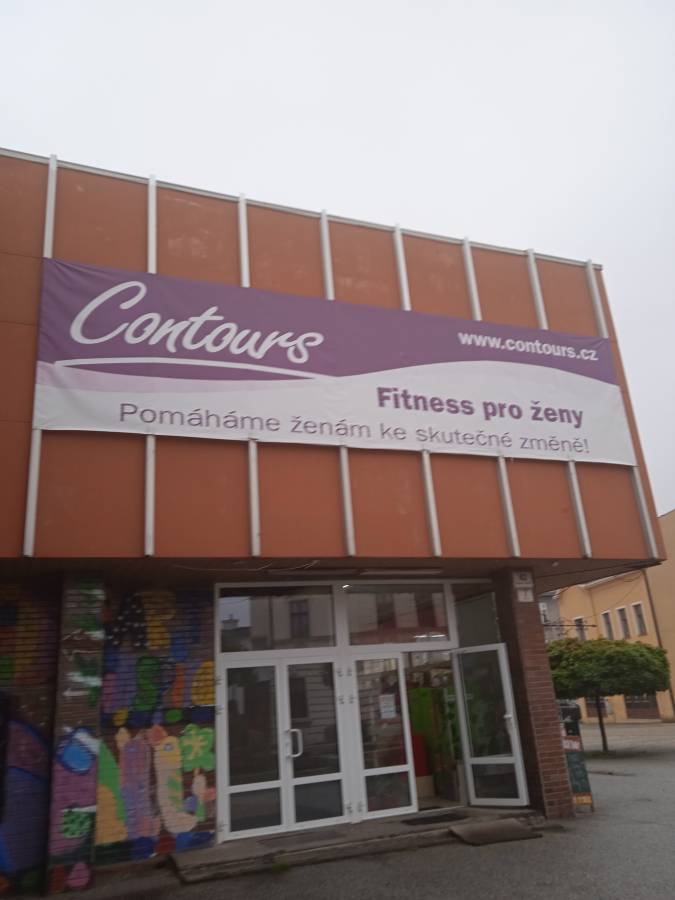 Contours
www.contours.cz
Fitness pro ženy
Pomáháme ženám ke skutečné změně!